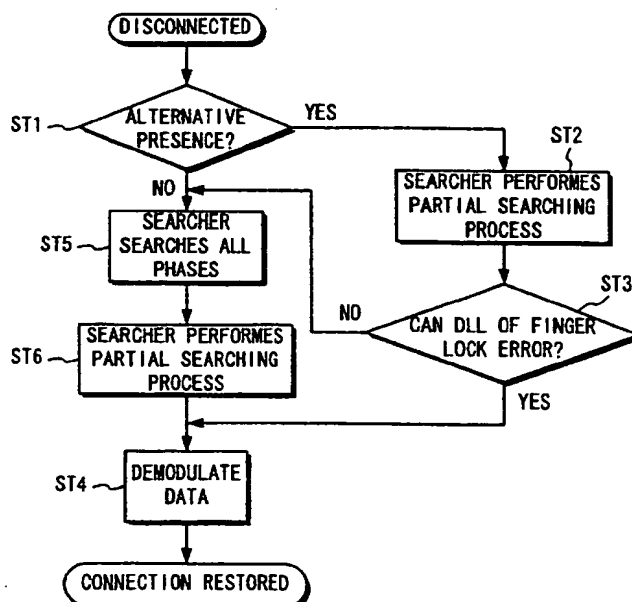 DISCONNECTED
ST1
ALTERNATIVE
PRESENCE?
YES
NO
ST2
SEARCHER PERFORMES
PARTIAL SEARCHING
PROCESS
ST3
CAN DLL OF FINGER
LOCK ERROR?
NO
YES
ST5
SEARCHER
SEARCHES ALL
PHASES
ST6
SEARCHER PERFORMES
PARTIAL SEARCHING
PROCESS
ST4
DEMODULATE
DATA
CONNECTION RESTORED